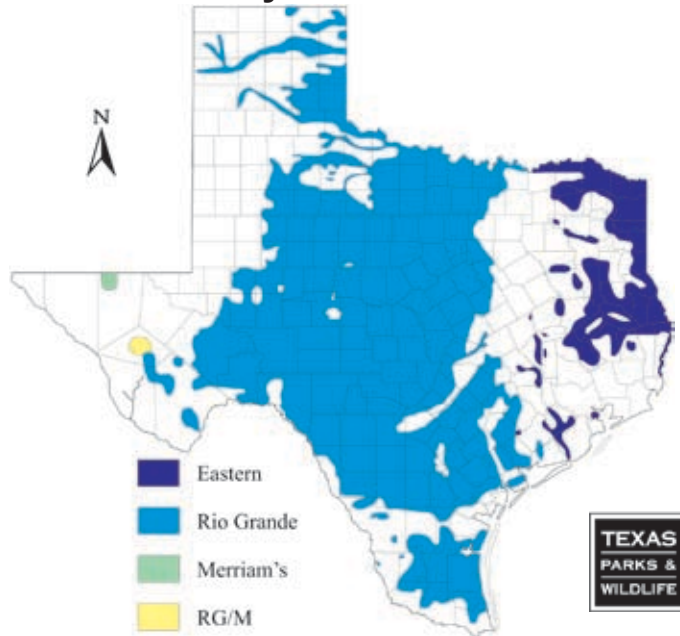 N
Eastern
Rio Grande
Merriam's
RG/M
TEXAS
PARKS &
WILDLIFE